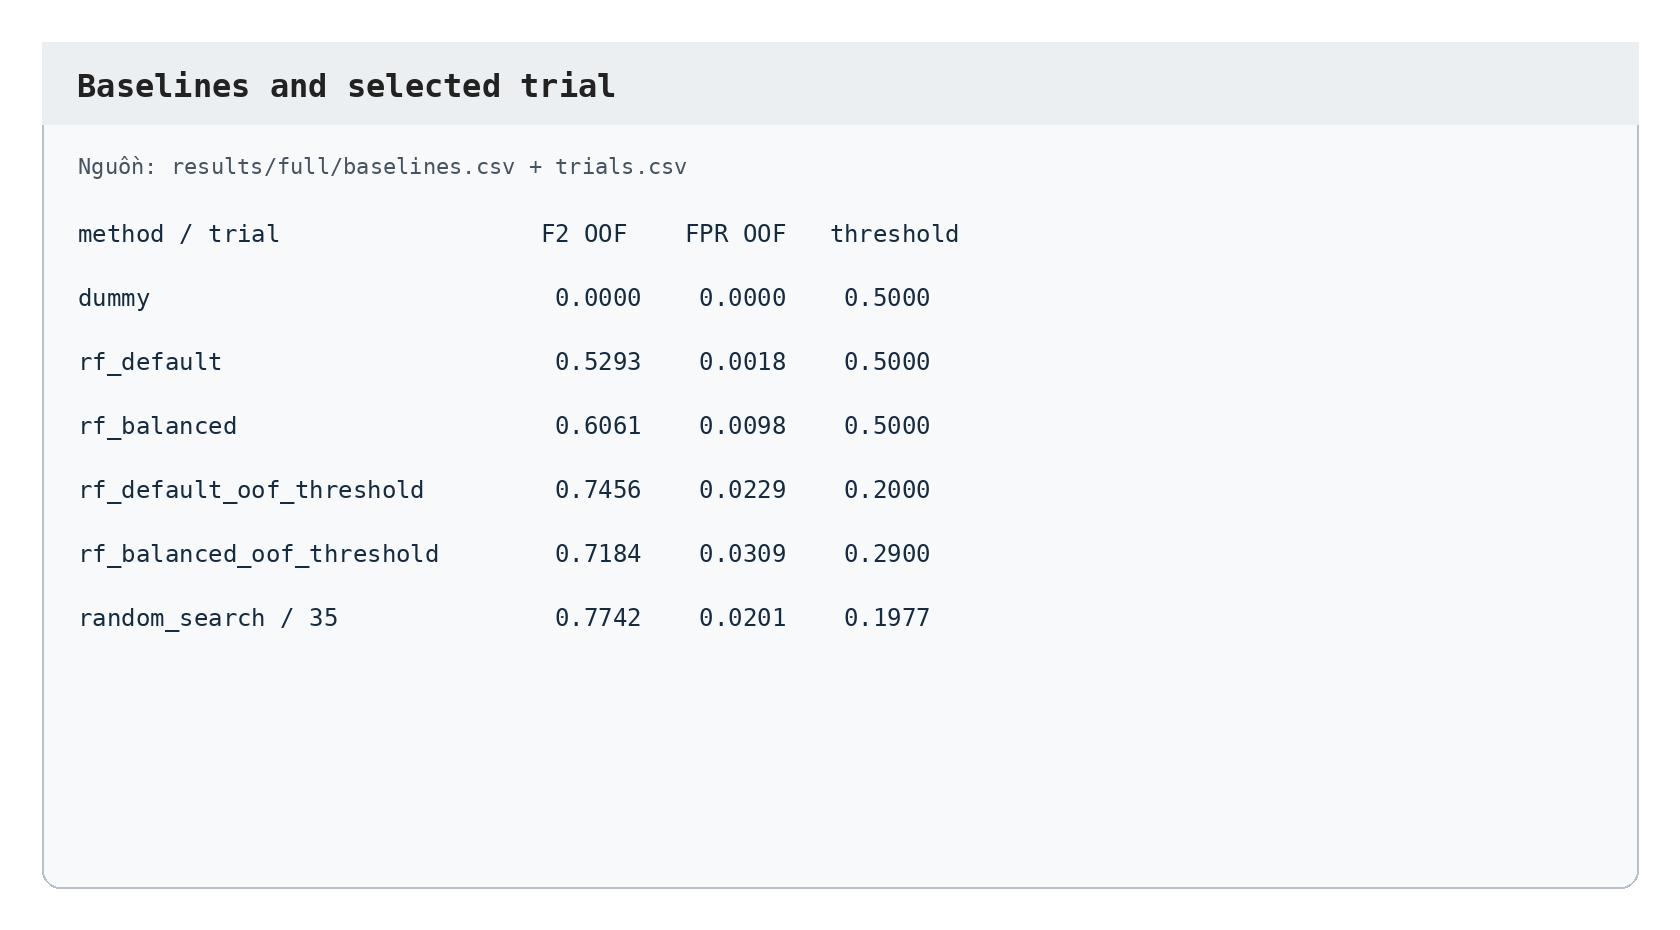 Baselines and selected trial
Nguồn: results/full/baselines.csv + trials.csv
method / trial F2 OOF FPR OOF threshold
dummy 0.0000 0.0000 0.5000
rf_default 0.5293 0.0018 0.5000
rf_balanced 0.6061 0.0098 0.5000
rf_default_oof_threshold 0.7456 0.0229 0.2000
rf_balanced_oof_threshold 0.7184 0.0309 0.2900
random_search / 35 0.7742 0.0201 0.1977